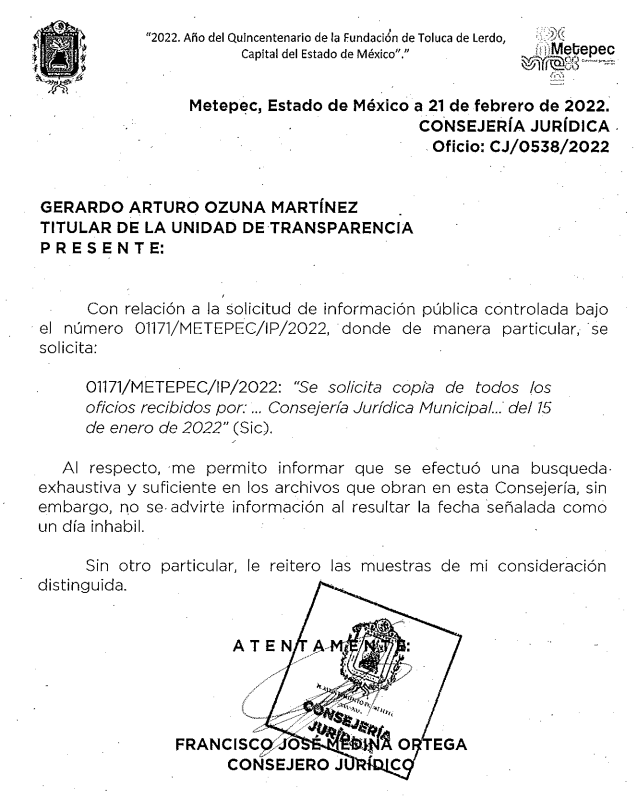 "2022. Año del Quincentenario de la Fundación de Toluca de Lerdo,
Capital del Estado de México"."
Metepec
Metepec, Estado de México a 21 de febrero de 2022.
CONSEJERÍA JURÍDICA
Oficio: CJ/0538/2022
GERARDO ARTURO OZUNA MARTÍNEZ
TITULAR DE LA UNIDAD DE TRANSPARENCIA
P R E S E N T E:
Con relación a la solicitud de información pública controlada bajo
el número 01171/METEPEC/IP/2022, donde de manera particular, se
solicita:
01171/METEPEC/IP/2022: "Se solicita copia de todos los
oficios recibidos por: ... Consejería Jurídica Municipal... del 15
de enero de 2022" (Sic).
Al respecto, me permito informar que se efectuó una busqueda
exhaustiva y suficiente en los archivos que obran en esta Consejería, sin
embargo, no se advirte información al resultar la fecha señalada como
un día inhabil.
Sin otro particular, le reitero las muestras de mi consideración
distinguida.
A T E N T A M E N T E:
CONSEJERÍA
JURÍDICA
FRANCISCO JOSÉ MEDINA ORTEGA
CONSEJERO JURÍDICO